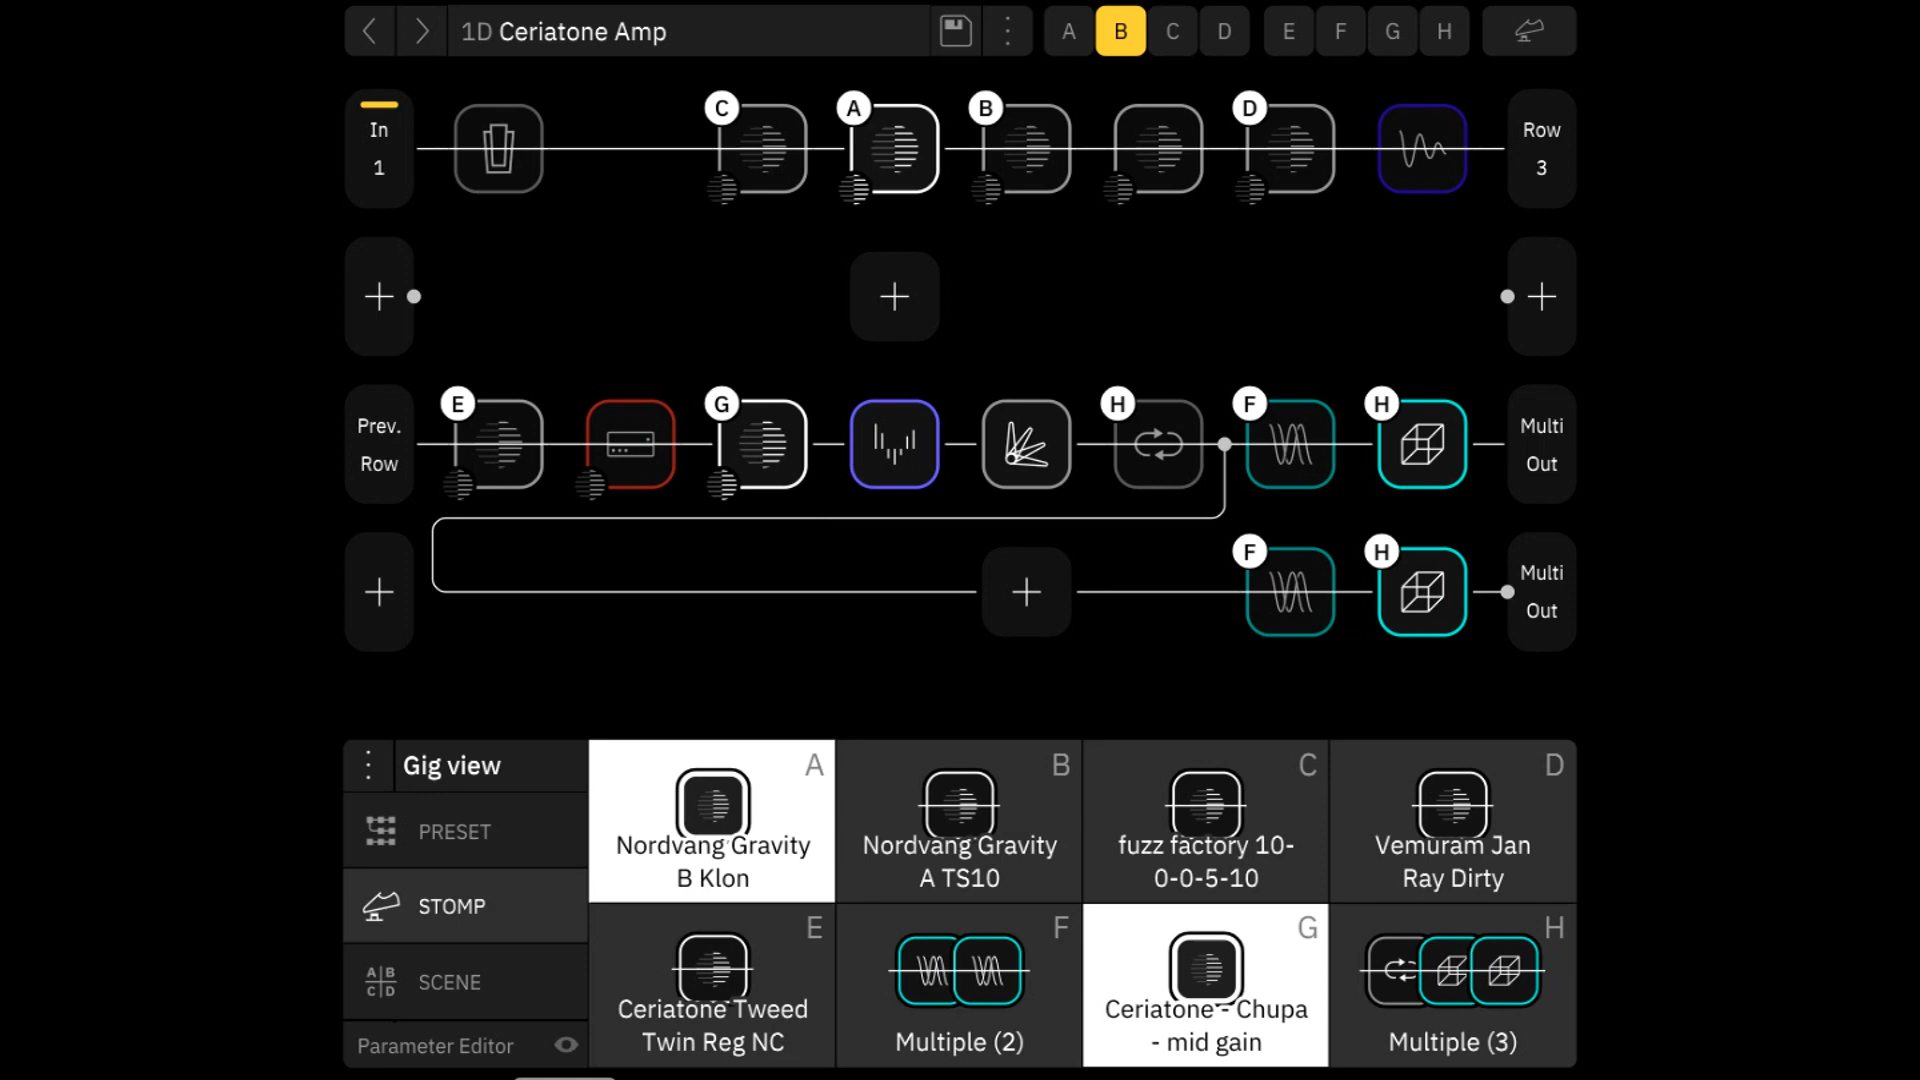 1D Ceriatone Amp
A B C D E F G H
In
1
C A B D
Row
3
Prev.
Row
E G H F H
Multi
Out
F H
Multi
Out
Gig view
PRESET
STOMP
SCENE
A B
C D
Parameter Editor
A
Nordvang Gravity
B Klon
B
Nordvang Gravity
A TS10
C
fuzz factory 10-
0-0-5-10
D
Vemuram Jan
Ray Dirty
E
Ceriatone Tweed
Twin Reg NC
F
Multiple (2)
G
Ceriatone - Chupa
- mid gain
H
Multiple (3)